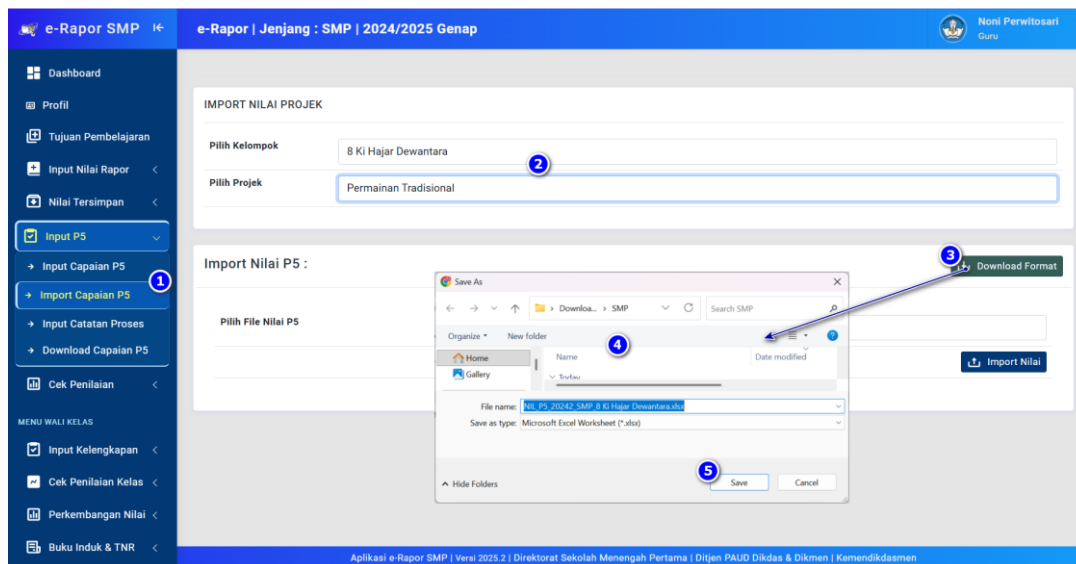 e-Rapor SMP
e-Rapor | Jenjang : SMP | 2024/2025 Genap
Noni Perwitosari
Guru
Dashboard
Profil
Tujuan Pembelajaran
Input Nilai Rapor
Nilai Tersimpan
Input P5
Input Capaian P5
1
Import Capaian P5
Input Catatan Proses
Download Capaian P5
Cek Penilaian
MENU WALI KELAS
Input Kelengkapan
Cek Penilaian Kelas
Perkembangan Nilai
Buku Induk & TNR
IMPORT NILAI PROJEK
Pilih Kelompok
8 Ki Hajar Dewantara
2
Pilih Projek
Permainan Tradisional
Import Nilai P5 :
3
Download Format
Pilih File Nilai P5
Import Nilai
Save As
Downloa... > SMP
Search SMP
Organize
New folder
4
Home
Gallery
Name
Date modified
Today
File name: NIL_P5_20242_SMP_8 Ki Hajar Dewantara.xlsx
Save as type: Microsoft Excel Worksheet (*.xlsx)
5
Hide Folders
Save
Cancel
Aplikasi e-Rapor SMP | Versi 2025.2 | Direktorat Sekolah Menengah Pertama | Ditjen PAUD Dikdas & Dikmen | Kemendikdasmen